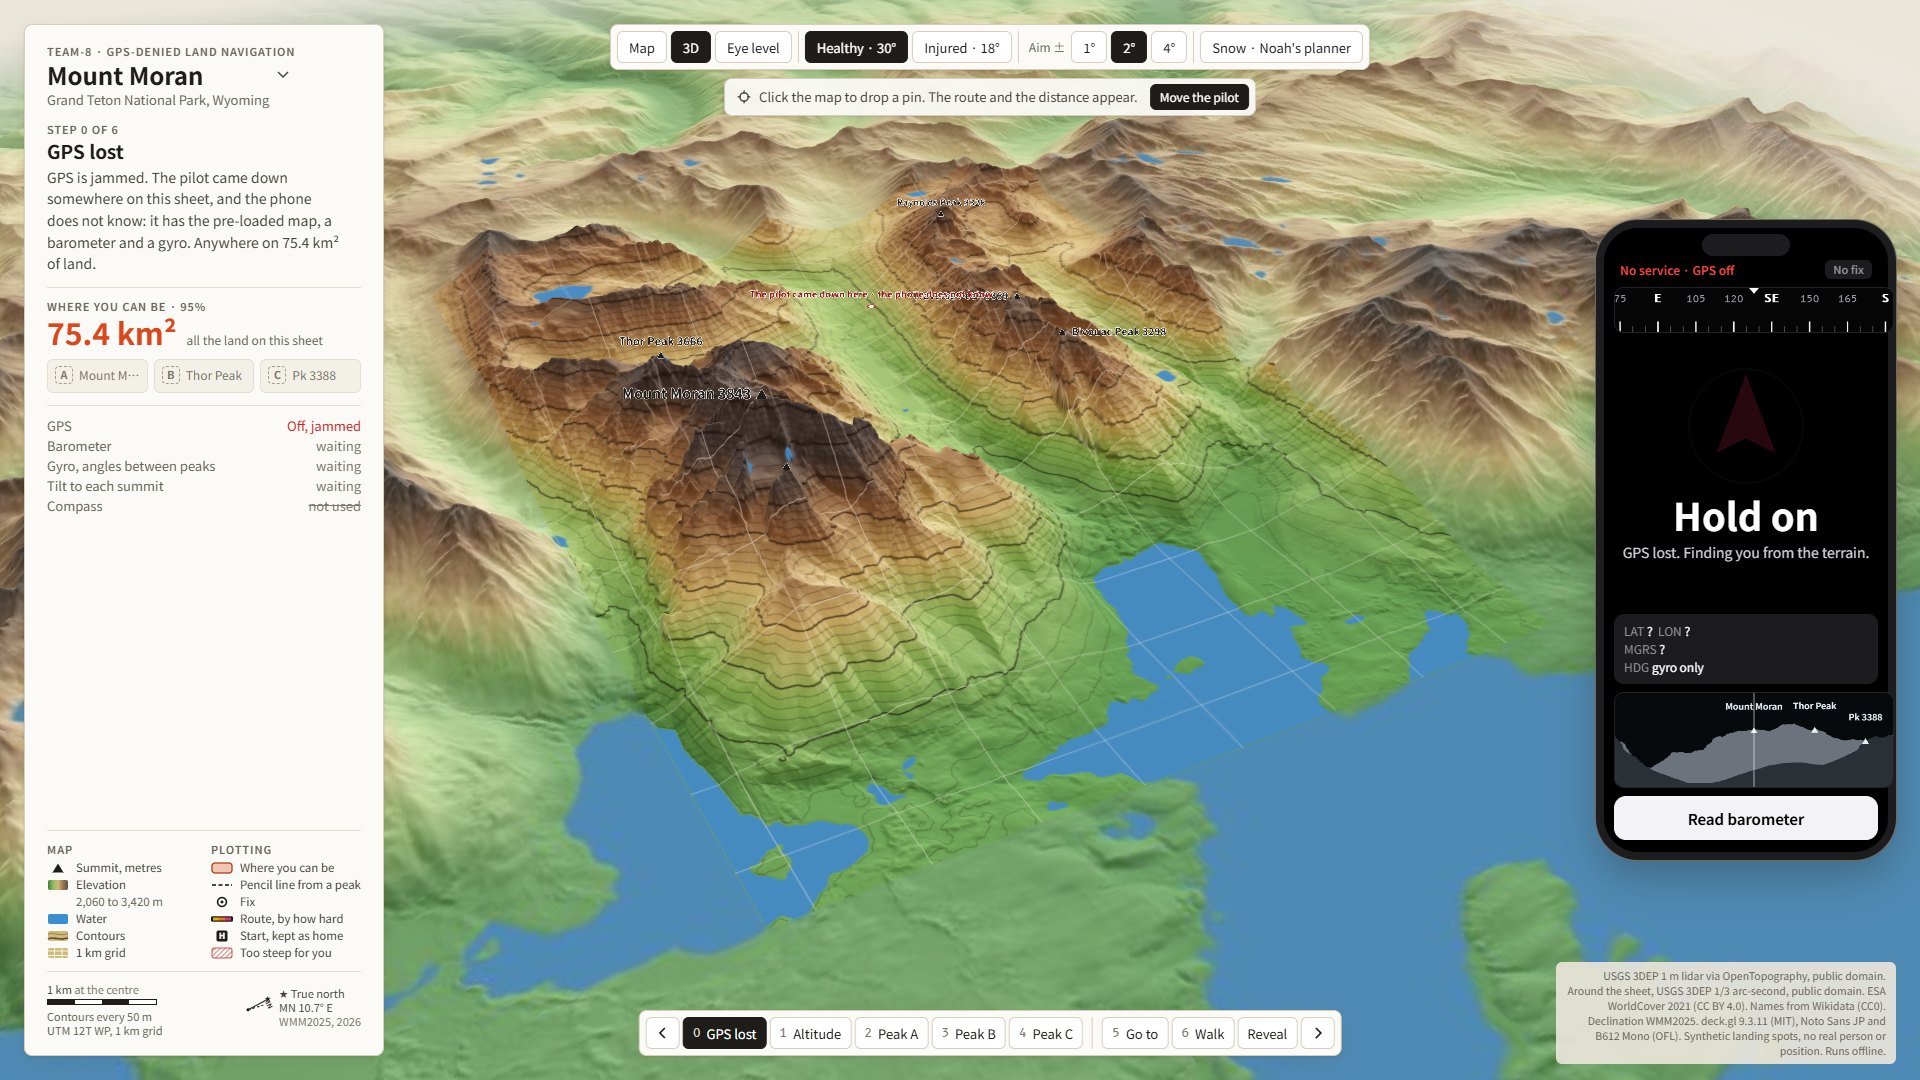 TEAM-8 · GPS-DENIED LAND NAVIGATION
Mount Moran
Grand Teton National Park, Wyoming
STEP 0 OF 6
GPS lost
GPS is jammed. The pilot came down
somewhere on this sheet, and the phone
does not know: it has the pre-loaded map, a
barometer and a gyro. Anywhere on 75.4 km²
of land.
WHERE YOU CAN BE · 95%
75.4 km² all the land on this sheet
A Mount M···
B Thor Peak
C Pk 3388
GPS Off, jammed
Barometer waiting
Gyro, angles between peaks waiting
Tilt to each summit waiting
Compass not used
MAP
Summit, metres
Elevation
2,060 to 3,420 m
Water
Contours
1 km grid
PLOTTING
Where you can be
Pencil line from a peak
Fix
Route, by how hard
H Start, kept as home
Too steep for you
1 km at the centre
Contours every 50 m
UTM 12T WP, 1 km grid
★ True north
MN 10.7° E
WMM2025, 2026
Map 3D Eye level Healthy · 30° Injured · 18° Aim ± 1° 2° 4° Snow · Noah's planner
Click the map to drop a pin. The route and the distance appear. Move the pilot
The pilot came down here · the phone does not know
Bivouac Peak
Thor Peak 3666
Mount Moran 3843
No service · GPS off No fix
75 E 105 120 SE 150 165 S
Hold on
GPS lost. Finding you from the terrain.
LAT ? LON ?
MGRS ?
HDG gyro only
Mount Moran Thor Peak
Pk 3388
Read barometer
0 GPS lost 1 Altitude 2 Peak A 3 Peak B 4 Peak C 5 Go to 6 Walk Reveal
USGS 3DEP 1 m lidar via OpenTopography, public domain.
Around the sheet, USGS 3DEP 1/3 arc-second, public domain. ESA
WorldCover 2021 (CC BY 4.0). Names from Wikidata (CC0).
Declination WMM2025. deck.gl 9.3.11 (MIT), Noto Sans JP and
B612 Mono (OFL). Synthetic landing spots, no real person or
position. Runs offline.